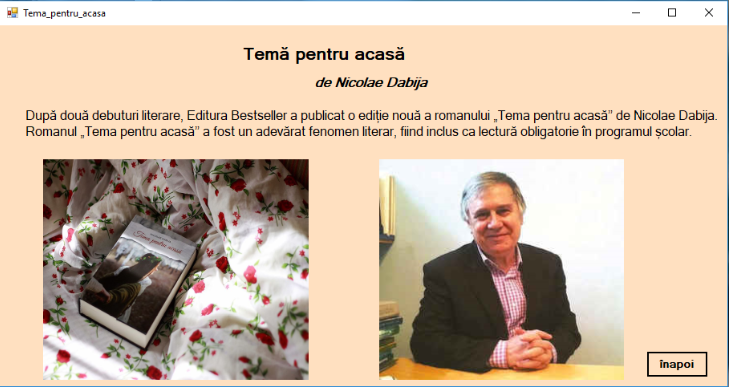 Tema_pentru_acasa
Temă pentru acasă
de Nicolae Dabija
După două debuturi literare, Editura Bestseller a publicat o ediție nouă a romanului „Tema pentru acasă” de Nicolae Dabija.
Romanul „Tema pentru acasă” a fost un adevărat fenomen literar, fiind inclus ca lectură obligatorie în programul școlar.
Tema pentru acasă
înapoi